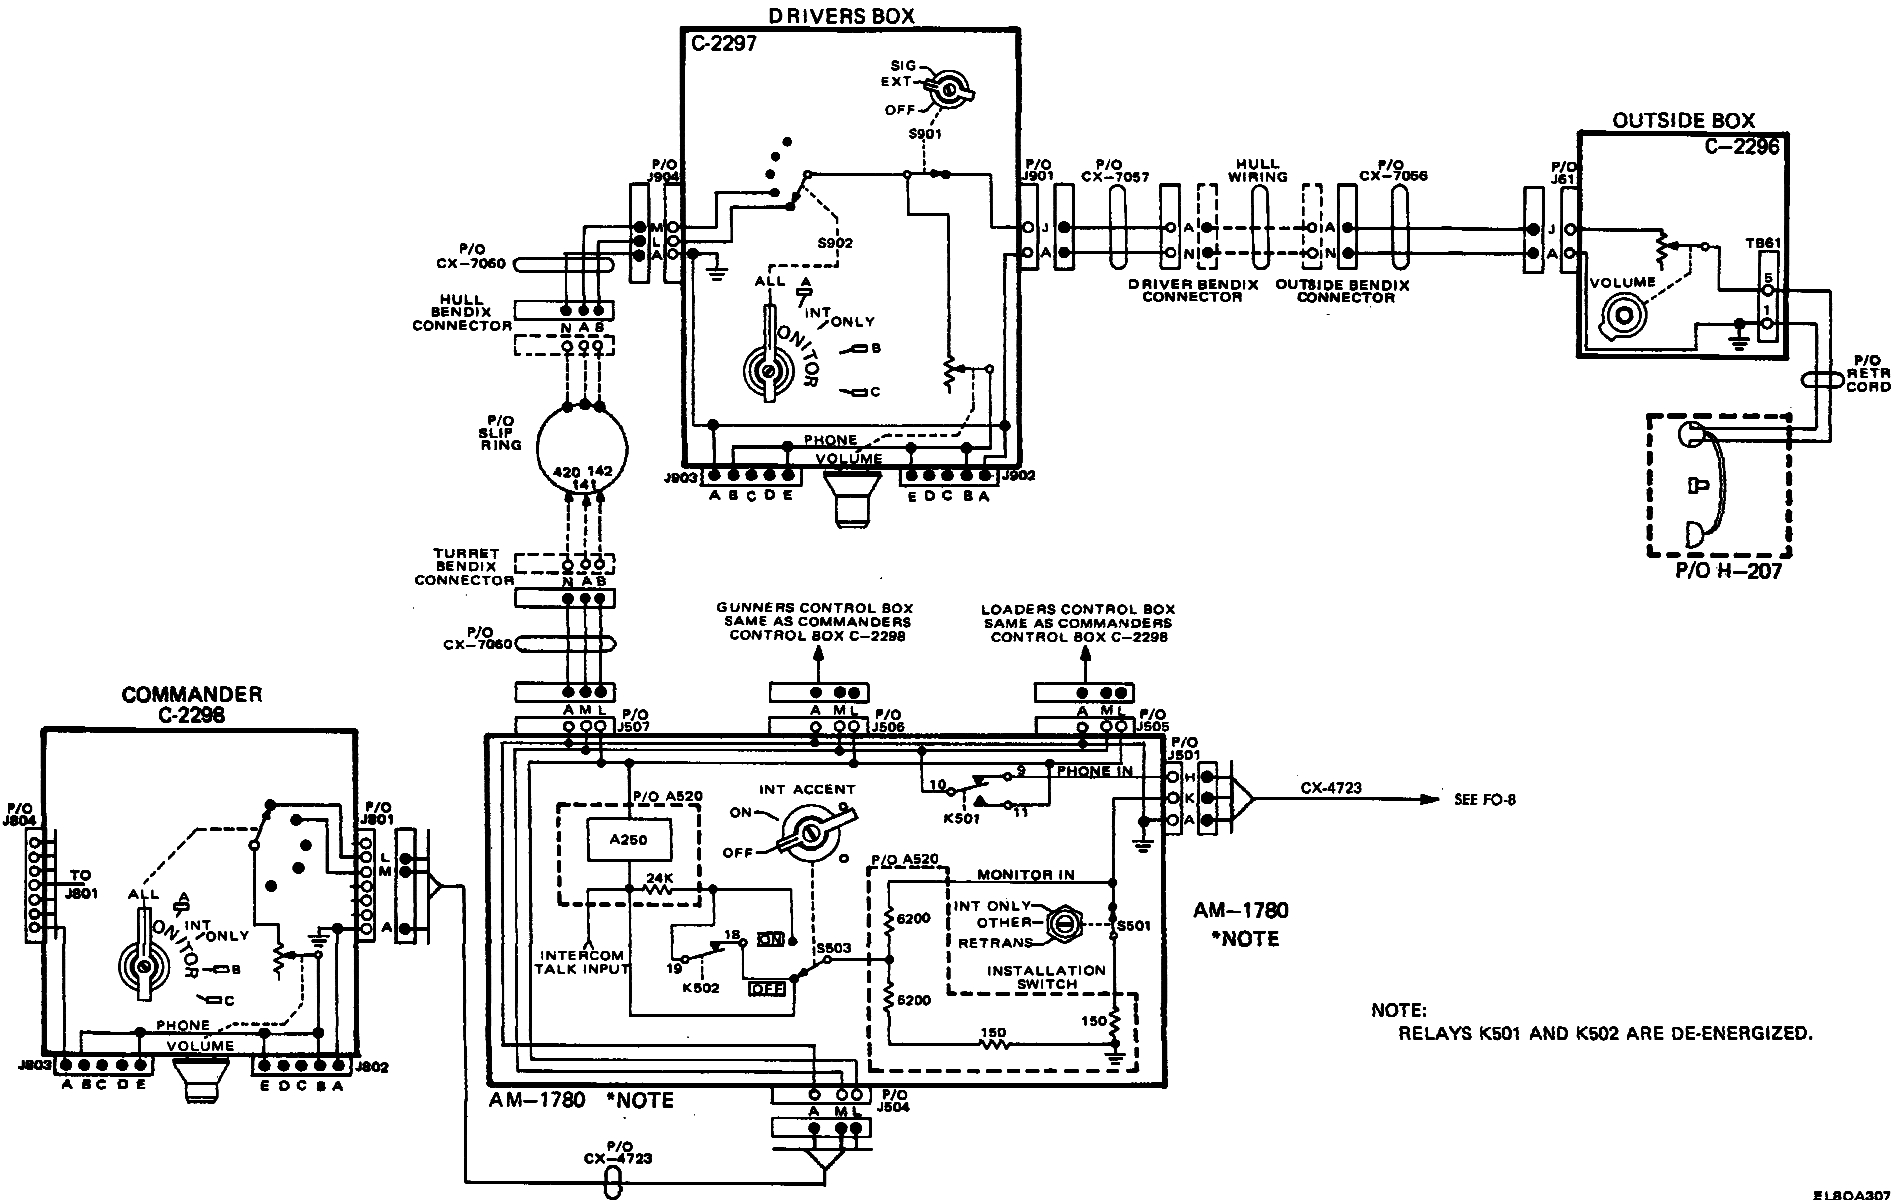 DRIVERS BOX
C-2297
SIG
EXT
OFF
S901
P/O
J904
M
L
A
S902
ALL
A
INT
ONLY
ONITOR
B
C
PHONE
VOLUME
J903
A B C D E
E D C B A
J902
P/O
J901
J
A
P/O
CX-7057
A
N
HULL
WIRING
A
N
P/O
CX-7056
DRIVER BENDIX
CONNECTOR
OUTSIDE BENDIX
CONNECTOR
OUTSIDE BOX
C-2296
P/O
J61
J
A
VOLUME
TB61
5
1
P/O
RETR
CORD
P/O H-207
P/O
CX-7060
HULL
BENDIX
CONNECTOR
N A B
P/O
SLIP
RING
420 142
141
TURRET
BENDIX
CONNECTOR
N A B
P/O
CX-7060
A M L
P/O
J507
GUNNERS CONTROL BOX
SAME AS COMMANDERS
CONTROL BOX C-2298
A M L
P/O
J506
LOADERS CONTROL BOX
SAME AS COMMANDERS
CONTROL BOX C-2298
A M L
P/O
J505
COMMANDER
C-2298
P/O
J804
TO
J801
ALL
A
INT
ONLY
ONITOR
B
C
PHONE
VOLUME
J803
A B C D E
E D C B A
J802
P/O
J801
L
M
A
P/O A520
A250
24K
INTERCOM
TALK INPUT
INT ACCENT
ON
OFF
19
18
K502
ON
OFF
S503
10
9
11
K501
PHONE IN
P/O
J501
H
K
A
CX-4723
SEE FO-8
P/O A520
MONITOR IN
6200
6200
150
150
INT ONLY
OTHER
RETRANS
S501
INSTALLATION
SWITCH
AM-1780
*NOTE
AM-1780 *NOTE
A M L
P/O
J504
P/O
CX-4723
NOTE:
RELAYS K501 AND K502 ARE DE-ENERGIZED.
EL8OA307